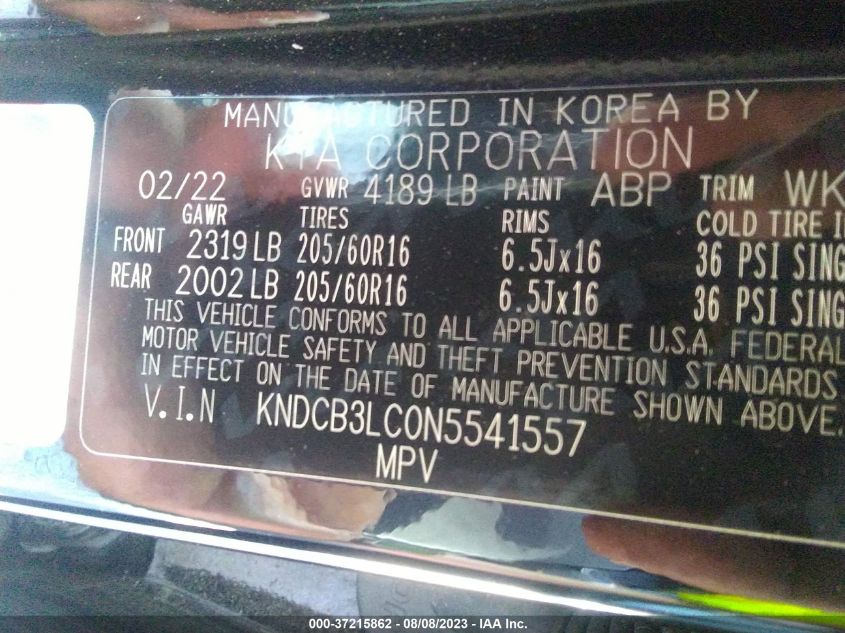 MANUFACTURED IN KOREA BY
KIA CORPORATION
02/22 GVWR 4189 LB PAINT ABP TRIM WK
GAWR TIRES RIMS COLD TIRE I
FRONT 2319 LB 205/60R16 6.5Jx16 36 PSI SING
REAR 2002 LB 205/60R16 6.5Jx16 36 PSI SING
THIS VEHICLE CONFORMS TO ALL APPLICABLE U.S.A. FEDERAL
MOTOR VEHICLE SAFETY AND THEFT PREVENTION STANDARDS
IN EFFECT ON THE DATE OF MANUFACTURE SHOWN ABOVE.
V.I.N KNDCB3LC0N5541557
MPV
000-37215862 - 08/08/2023 - IAA Inc.